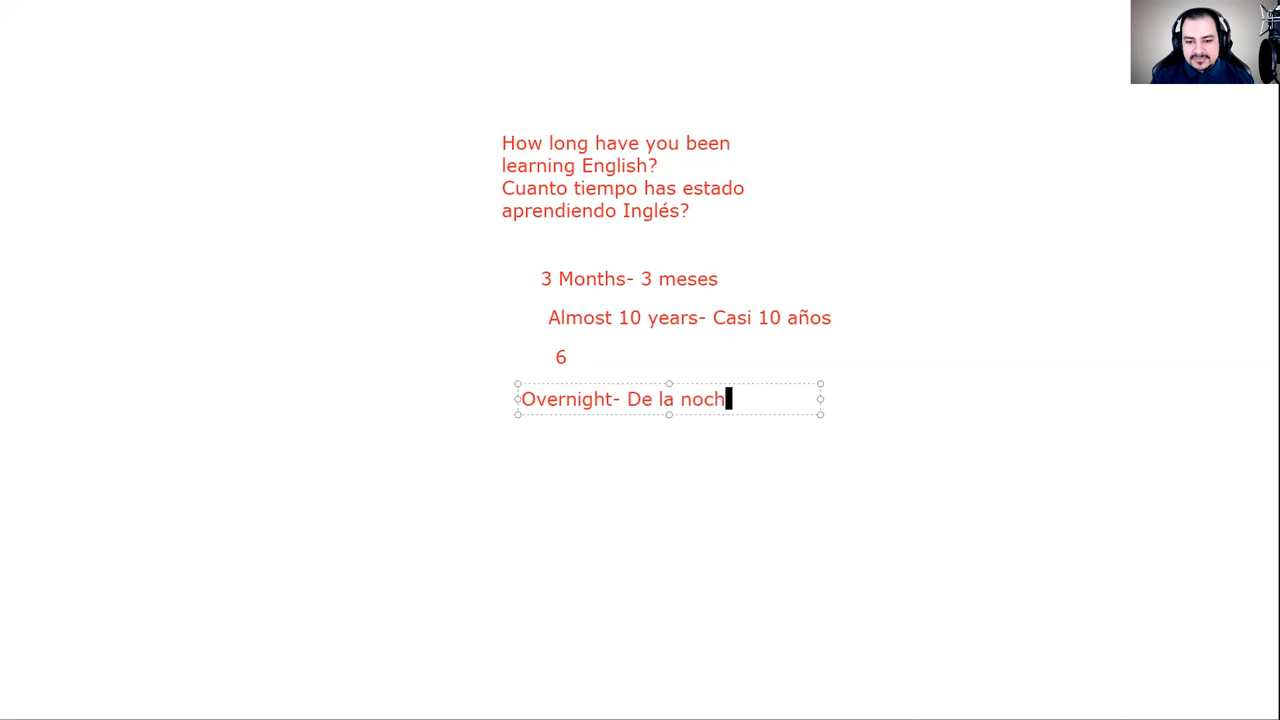 How long have you been
learning English?
Cuanto tiempo has estado
aprendiendo Inglés?
3 Months- 3 meses
Almost 10 years- Casi 10 años
6
Overnight- De la noch